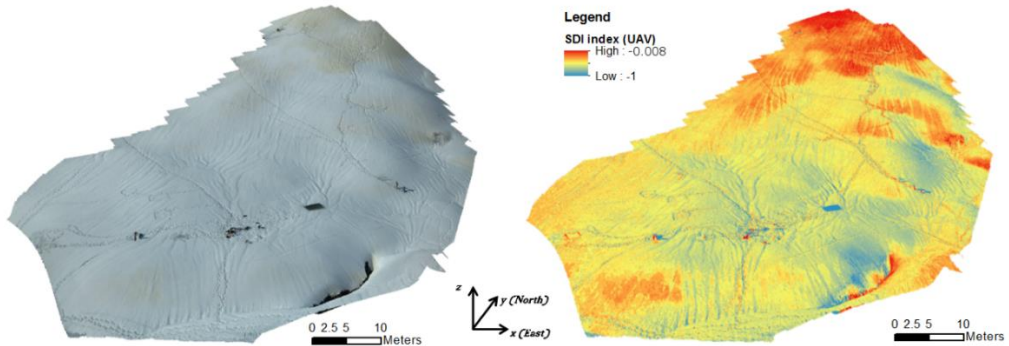 Legend
SDI index (UAV)
High : -0.008
Low : -1
z
y (North)
x (East)
0 2.5 5 10
Meters
0 2.5 5 10
Meters